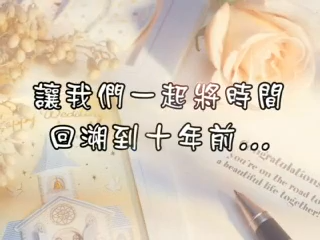 讓我們一起將時間
回溯到十年前...
Congratulations
you're on the road to
a beautiful life
together!